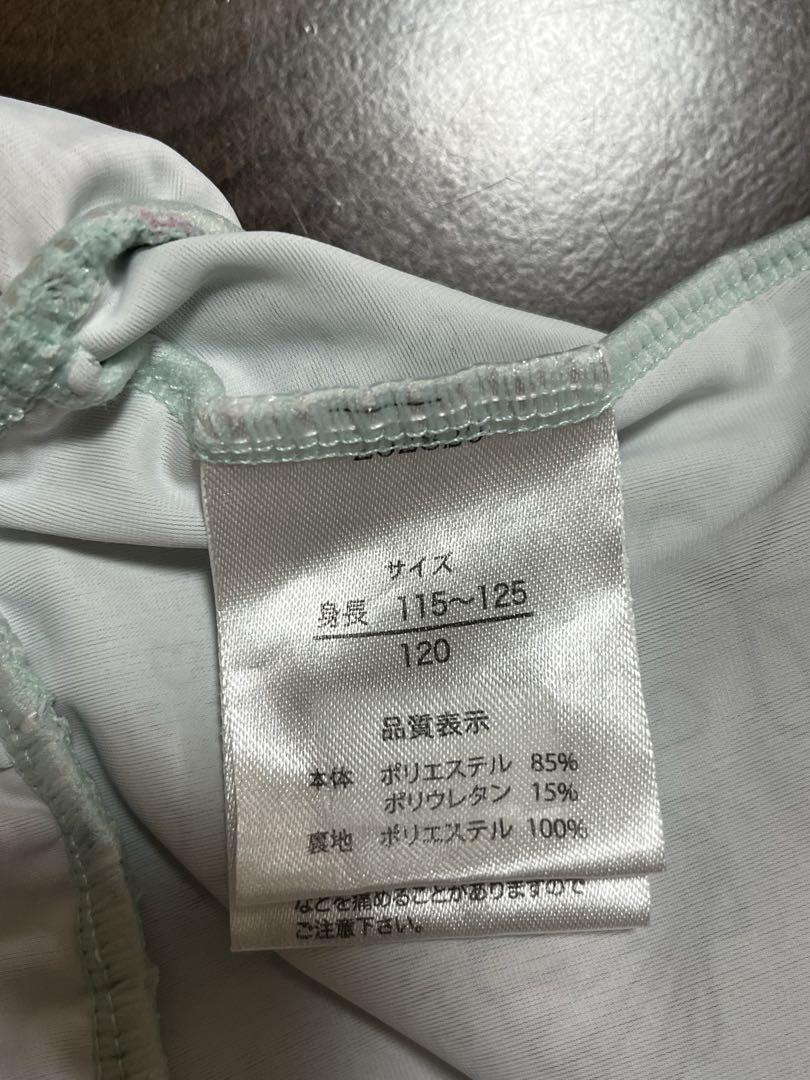 サイズ
身長 115～125
120
品質表示
本体 ポリエステル 85%
ポリウレタン 15%
裏地 ポリエステル 100%
などを痛めることがありますので
ご注意下さい。